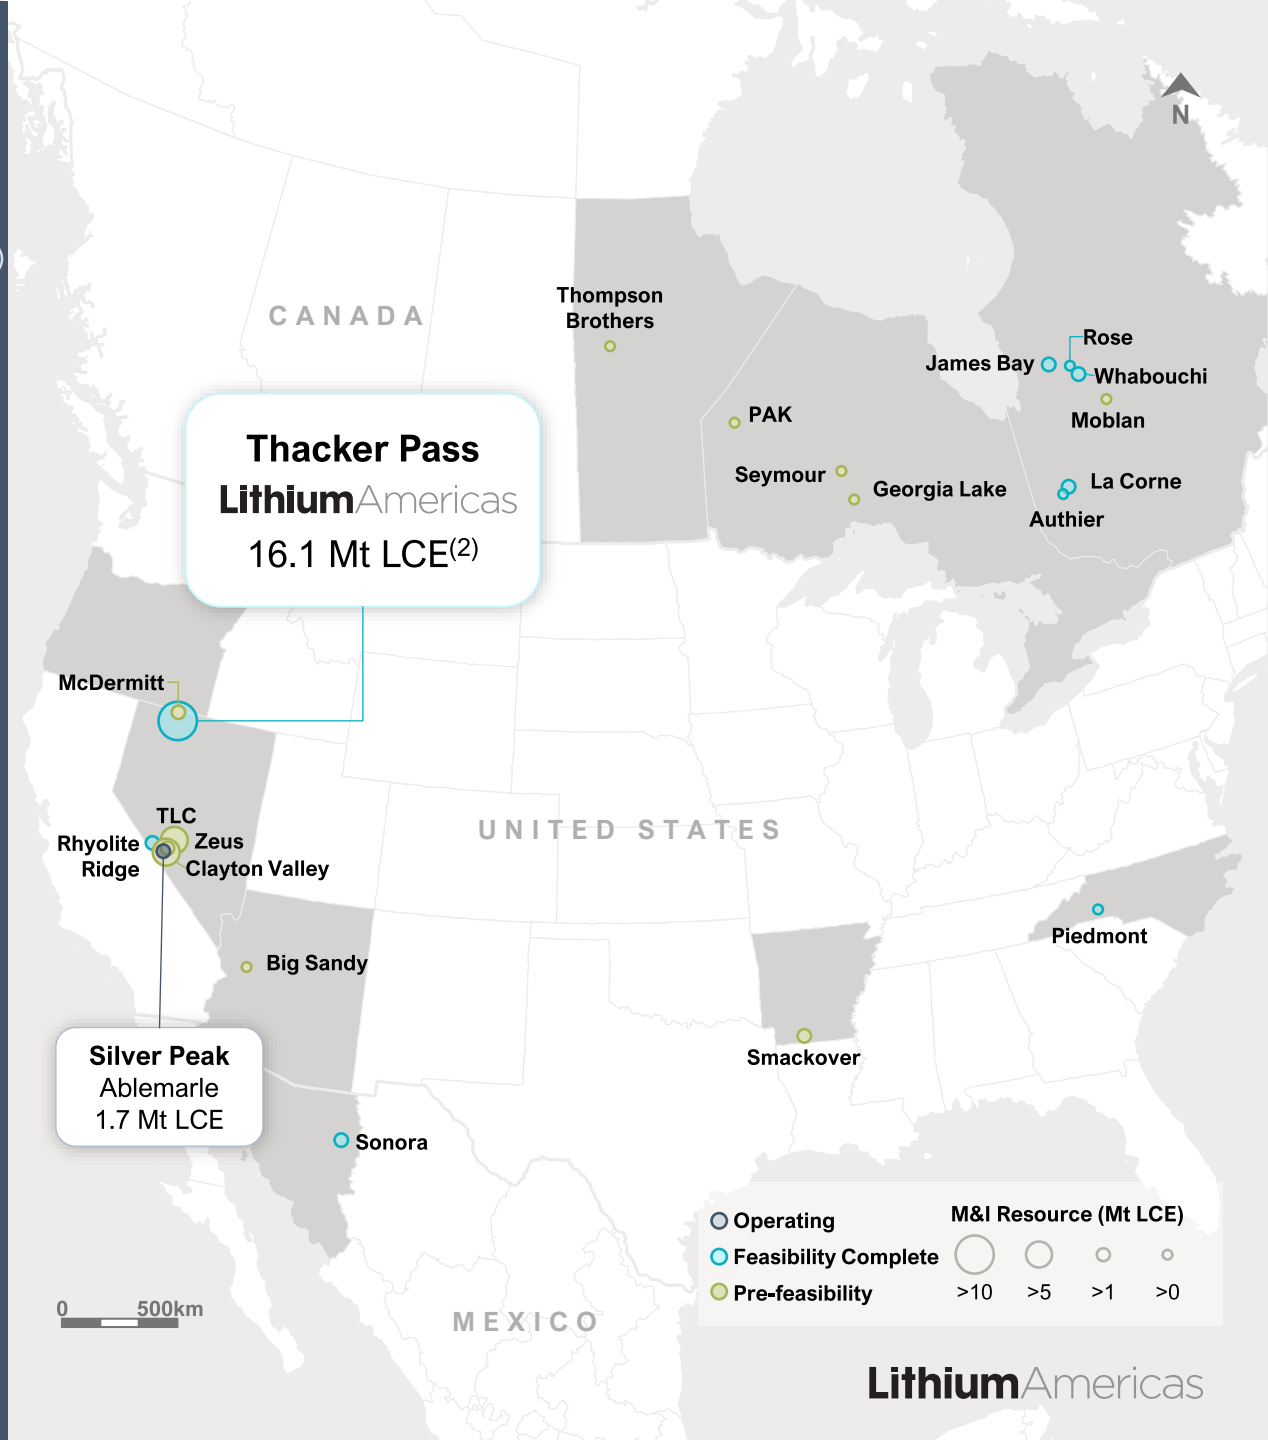 N
CANADA
Thompson
Brothers
Rose
James Bay
Whabouchi
Moblan
PAK
Seymour
Georgia Lake
La Corne
Authier
Thacker Pass
LithiumAmericas
16.1 Mt LCE(2)
McDermitt
TLC
Rhyolite
Ridge
Zeus
Clayton Valley
UNITED STATES
Piedmont
Big Sandy
Smackover
Silver Peak
Ablemarle
1.7 Mt LCE
Sonora
Operating
Feasibility Complete
Pre-feasibility
M&I Resource (Mt LCE)
>10 >5 >1 >0
0 500km
MEXICO
LithiumAmericas